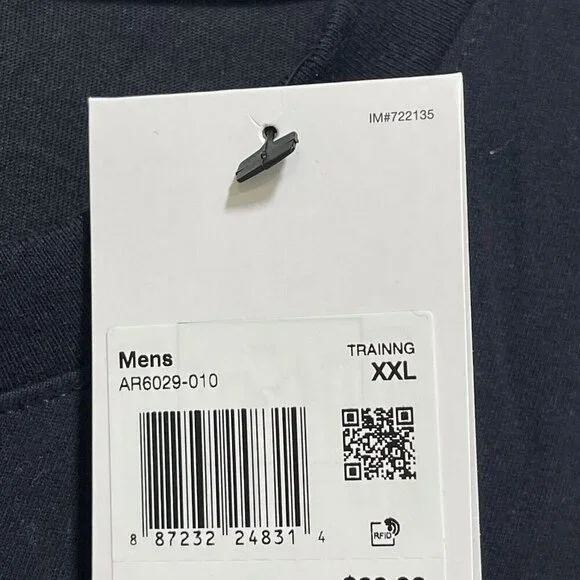 IM#722135
Mens TRAINNG
AR6029-010 XXL
8 87232 24831 4
RFID